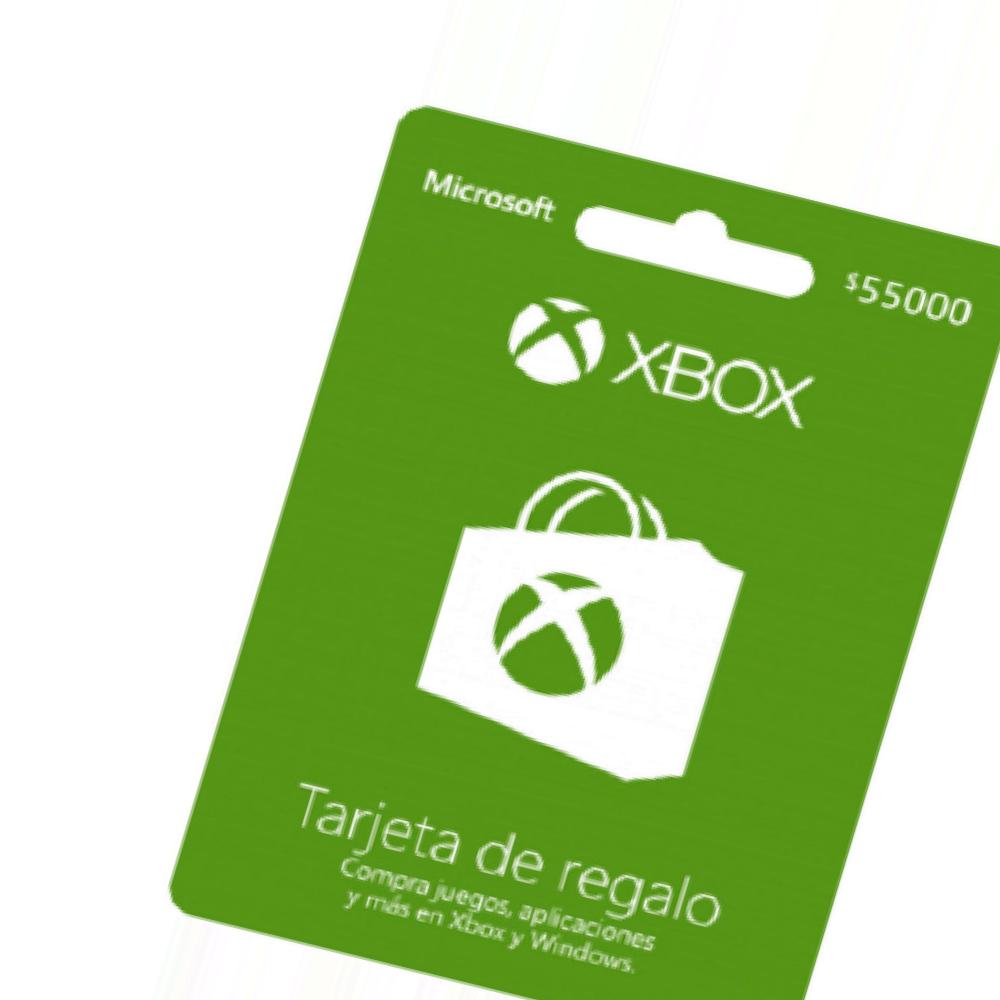 Microsoft
$55000
XBOX
Tarjeta de regalo
Compra juegos, aplicaciones
y más en Xbox y Windows.